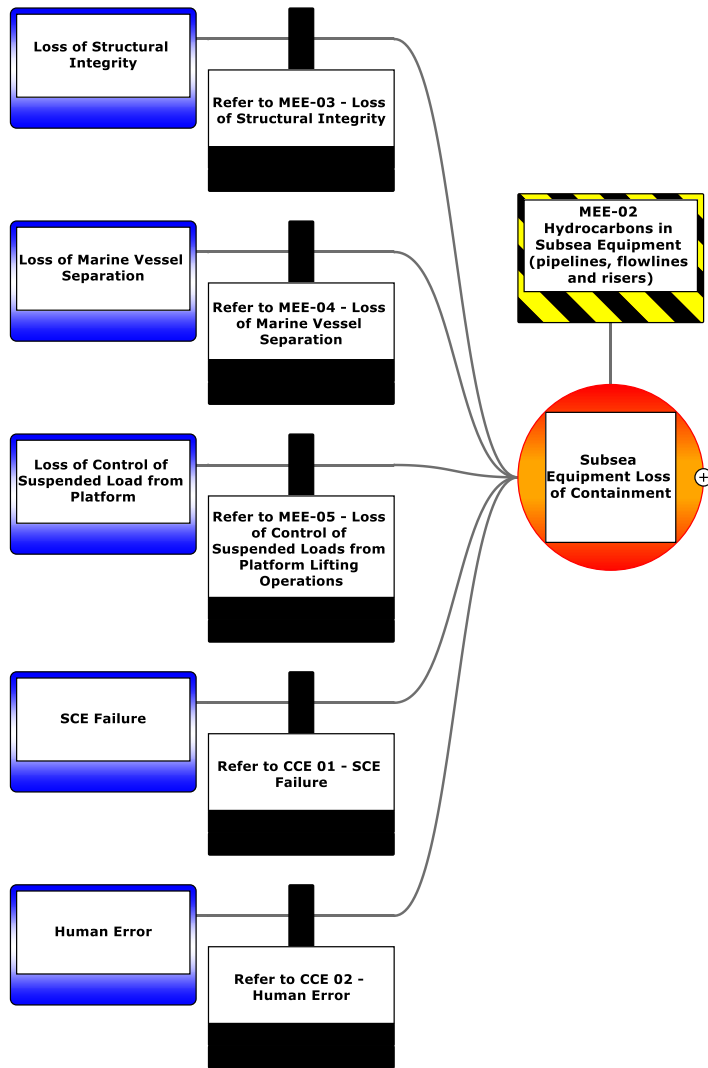 Loss of Structural
Integrity
Refer to MEE-03 - Loss
of Structural Integrity
MEE-02
Hydrocarbons in
Subsea Equipment
(pipelines, flowlines
and risers)
Loss of Marine Vessel
Separation
Refer to MEE-04 - Loss
of Marine Vessel
Separation
Subsea
Equipment Loss
of Containment
Loss of Control of
Suspended Load from
Platform
Refer to MEE-05 - Loss
of Control of
Suspended Loads from
Platform Lifting
Operations
SCE Failure
Refer to CCE 01 - SCE
Failure
Human Error
Refer to CCE 02 -
Human Error